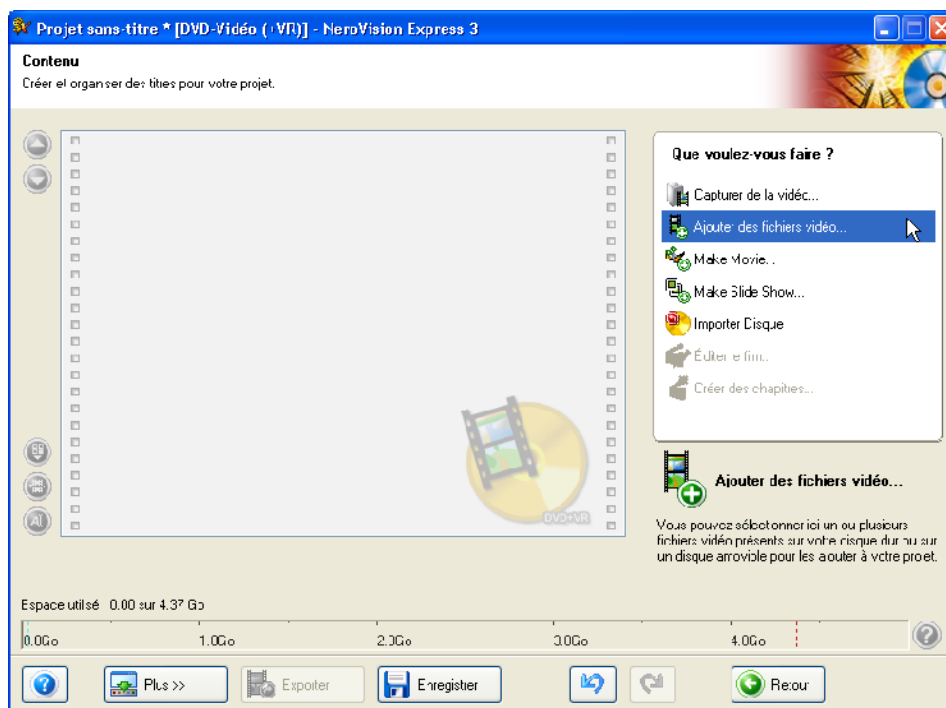 Projet sans-titre * [DVD-Vidéo (+VR)] - NeroVision Express 3
Contenu
Créer et organiser des titres pour votre projet.
Que voulez-vous faire ?
Capturer de la vidéo...
Ajouter des fichiers vidéo...
Make Movie...
Make Slide Show...
Importer Disque
Éditer le film...
Créer des chapitres...
DVD+VR
Ajouter des fichiers vidéo...
Vous pouvez sélectionner ici un ou plusieurs
fichiers vidéo présents sur votre disque dur ou sur
un disque amovible pour les ajouter à votre projet.
Espace utilisé 0.00 sur 4.37 Go
0.0Go 1.0Go 2.0Go 3.0Go 4.0Go
Plus >> Exporter Enregistrer Retour